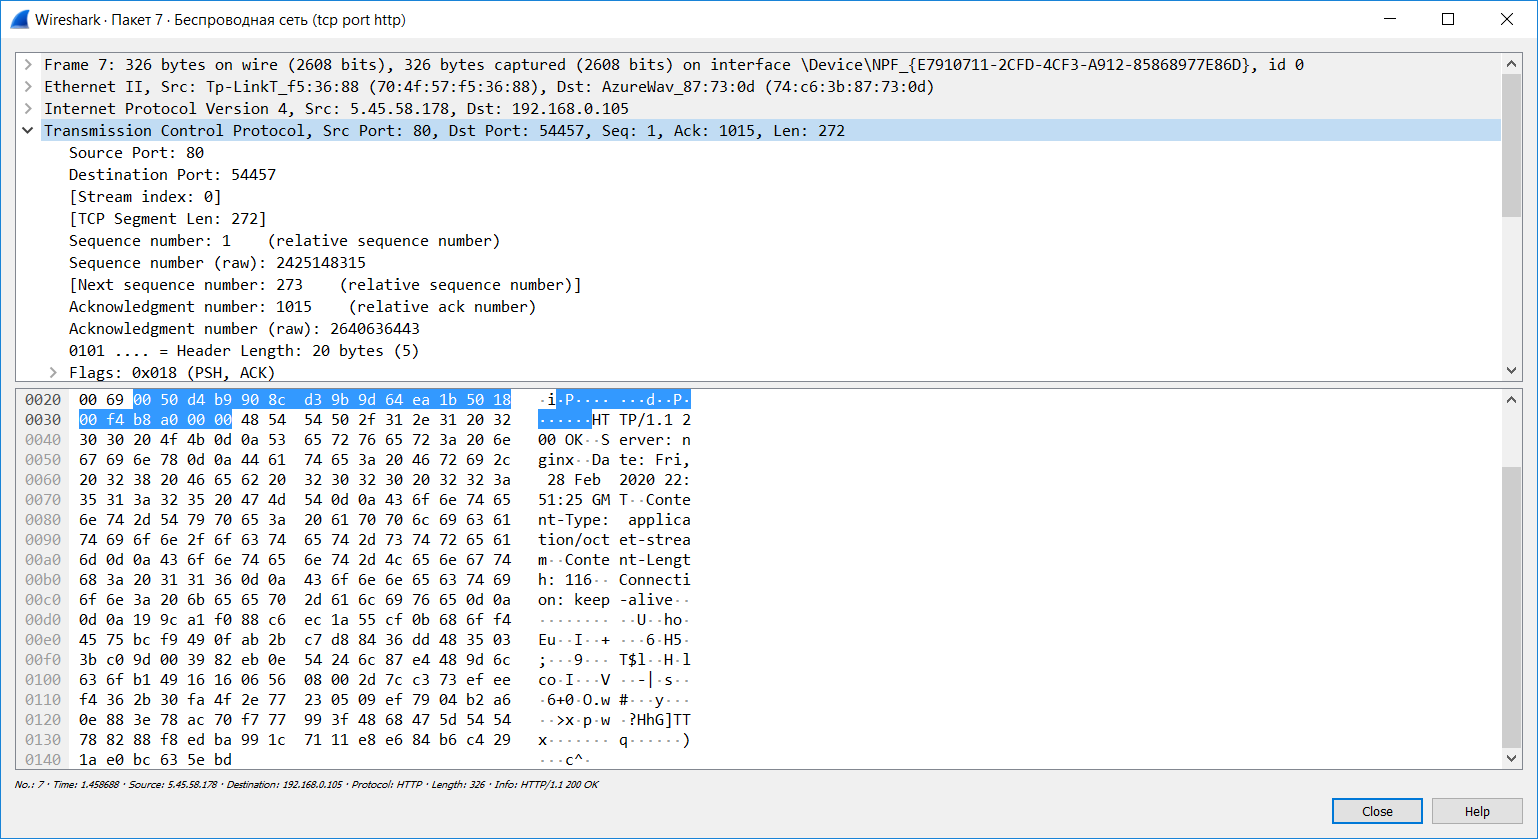 Wireshark · Пакет 7 · Беспроводная сеть (tcp port http)
Frame 7: 326 bytes on wire (2608 bits), 326 bytes captured (2608 bits) on interface \Device\NPF_{E7910711-2CFD-4CF3-A912-85868977E86D}, id 0
Ethernet II, Src: Tp-LinkT_f5:36:88 (70:4f:57:f5:36:88), Dst: AzureWav_87:73:0d (74:c6:3b:87:73:0d)
Internet Protocol Version 4, Src: 5.45.58.178, Dst: 192.168.0.105
Transmission Control Protocol, Src Port: 80, Dst Port: 54457, Seq: 1, Ack: 1015, Len: 272
Source Port: 80
Destination Port: 54457
[Stream index: 0]
[TCP Segment Len: 272]
Sequence number: 1    (relative sequence number)
Sequence number (raw): 2425148315
[Next sequence number: 273    (relative sequence number)]
Acknowledgment number: 1015    (relative ack number)
Acknowledgment number (raw): 2640636443
0101 .... = Header Length: 20 bytes (5)
Flags: 0x018 (PSH, ACK)
0020  00 69 00 50 d4 b9 90 8c  d3 9b 9d 64 ea 1b 50 18  ·i·P···· ···d··P·
0030  00 f4 b8 a0 00 00 48 54  54 50 2f 31 2e 31 20 32  ······HT TP/1.1 2
0040  30 30 20 4f 4b 0d 0a 53  65 72 76 65 72 3a 20 6e  00 OK··S erver: n
0050  67 69 6e 78 0d 0a 44 61  74 65 3a 20 46 72 69 2c  ginx··Da te: Fri,
0060  20 32 38 20 46 65 62 20  32 30 32 30 20 32 32 3a   28 Feb  2020 22:
0070  35 31 3a 32 35 20 47 4d  54 0d 0a 43 6f 6e 74 65  51:25 GM T··Conte
0080  6e 74 2d 54 79 70 65 3a  20 61 70 70 6c 69 63 61  nt-Type:  applica
0090  74 69 6f 6e 2f 6f 63 74  65 74 2d 73 74 72 65 61  tion/oct et-strea
00a0  6d 0d 0a 43 6f 6e 74 65  6e 74 2d 4c 65 6e 67 74  m··Conte nt-Lengt
00b0  68 3a 20 31 31 36 0d 0a  43 6f 6e 6e 65 63 74 69  h: 116·· Connecti
00c0  6f 6e 3a 20 6b 65 65 70  2d 61 6c 69 76 65 0d 0a  on: keep -alive··
00d0  0d 0a 19 9c a1 f0 88 c6  ec 1a 55 cf 0b 68 6f f4  ········ ··U··ho·
00e0  45 75 bc f9 49 0f ab 2b  c7 d8 84 36 dd 48 35 03  Eu··I··+ ···6·H5·
00f0  3b c0 9d 00 39 82 eb 0e  54 24 6c 87 e4 48 9d 6c  ;···9··· T$l··H·l
0100  63 6f b1 49 16 16 06 56  08 00 2d 7c c3 73 ef ee  co·I···V ··-|·s··
0110  f4 36 2b 30 fa 4f 2e 77  23 05 09 ef 79 04 b2 a6  ·6+0·O.w #···y···
0120  0e 88 3e 78 ac 70 f7 77  99 3f 48 68 47 5d 54 54  ··>x·p·w ·?HhG]TT
0130  78 82 88 f8 ed ba 99 1c  71 11 e8 e6 84 b6 c4 29  x······· q······)
0140  1a e0 bc 63 5e bd  ···c^·
No.: 7 · Time: 1.458688 · Source: 5.45.58.178 · Destination: 192.168.0.105 · Protocol: HTTP · Length: 326 · Info: HTTP/1.1 200 OK
Close Help